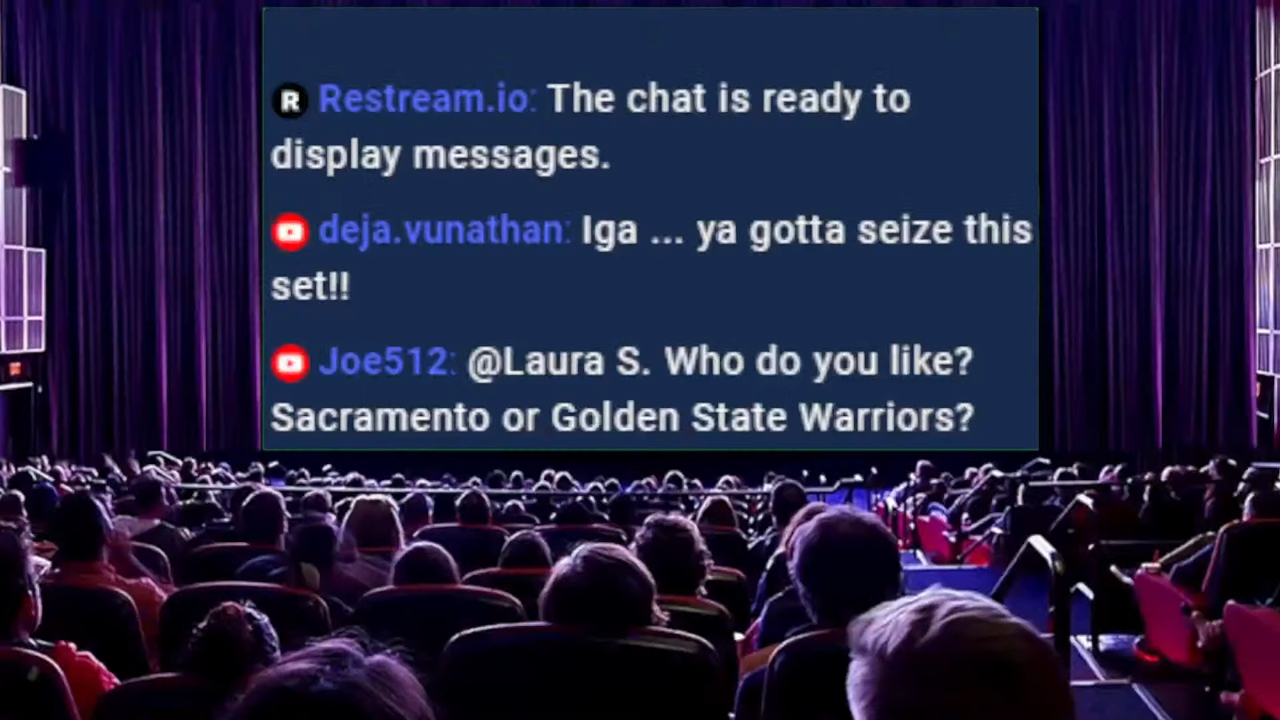 R Restream.io: The chat is ready to
display messages.
deja.vunathan: Iga ... ya gotta seize this
set!!
Joe512: @Laura S. Who do you like?
Sacramento or Golden State Warriors?